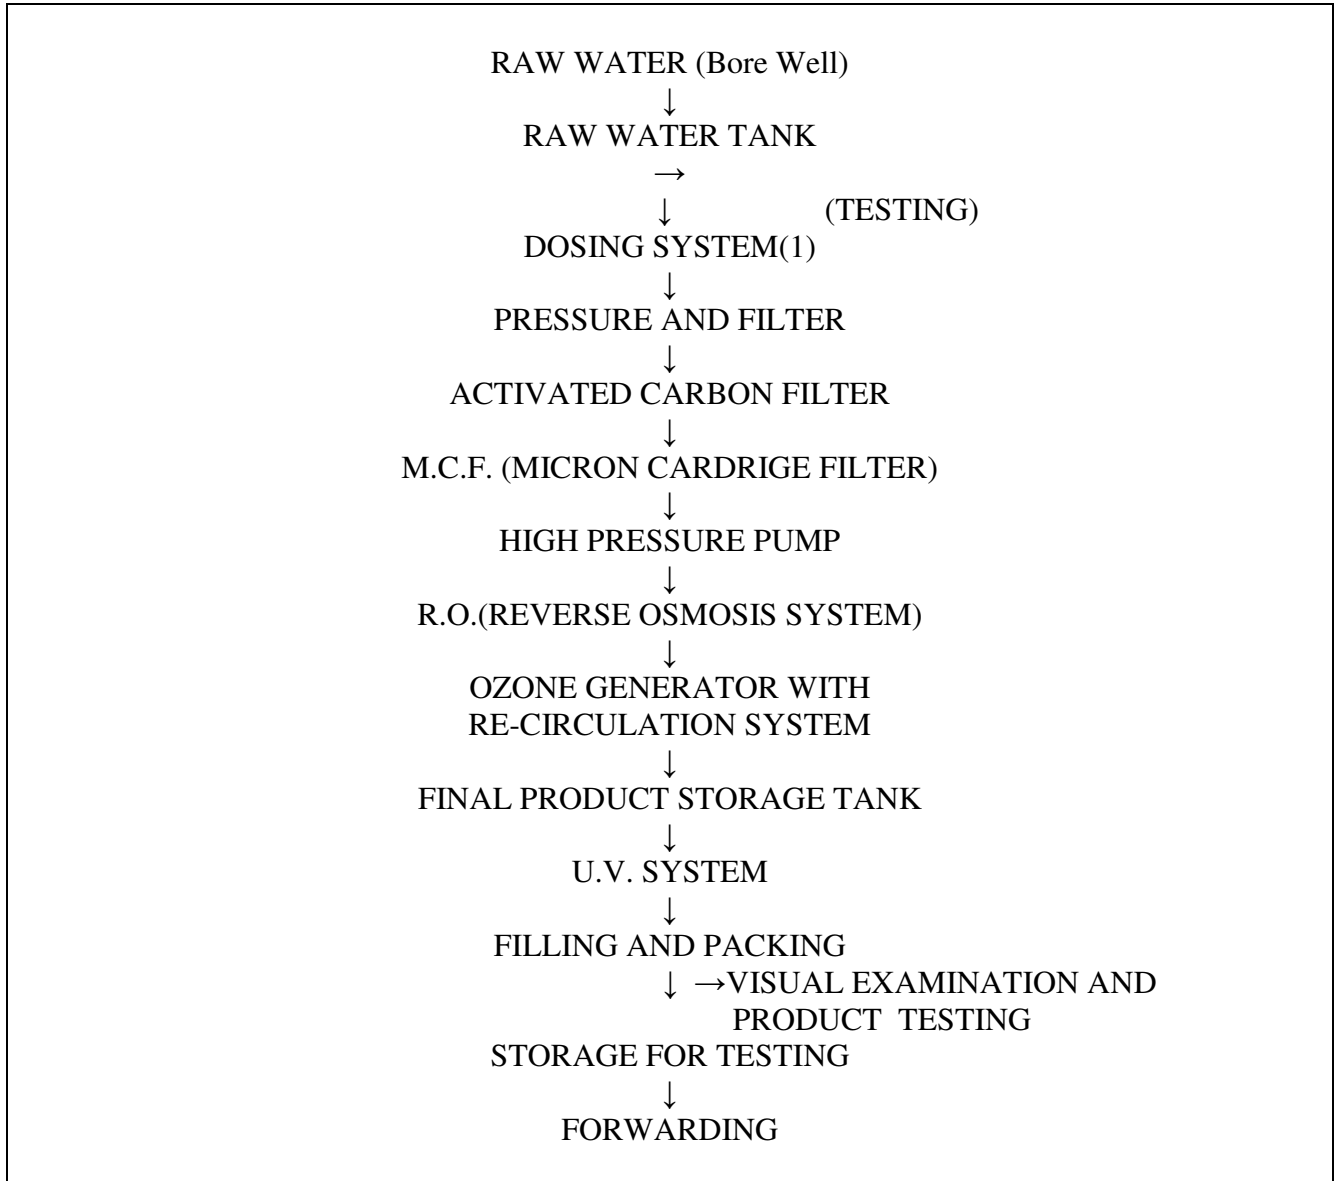 RAW WATER (Bore Well)
↓
RAW WATER TANK
→
↓ (TESTING)
DOSING SYSTEM(1)
↓
PRESSURE AND FILTER
↓
ACTIVATED CARBON FILTER
↓
M.C.F. (MICRON CARDRIGE FILTER)
↓
HIGH PRESSURE PUMP
↓
R.O.(REVERSE OSMOSIS SYSTEM)
↓
OZONE GENERATOR WITH
RE-CIRCULATION SYSTEM
↓
FINAL PRODUCT STORAGE TANK
↓
U.V. SYSTEM
↓
FILLING AND PACKING
↓ →VISUAL EXAMINATION AND
PRODUCT TESTING
STORAGE FOR TESTING
↓
FORWARDING